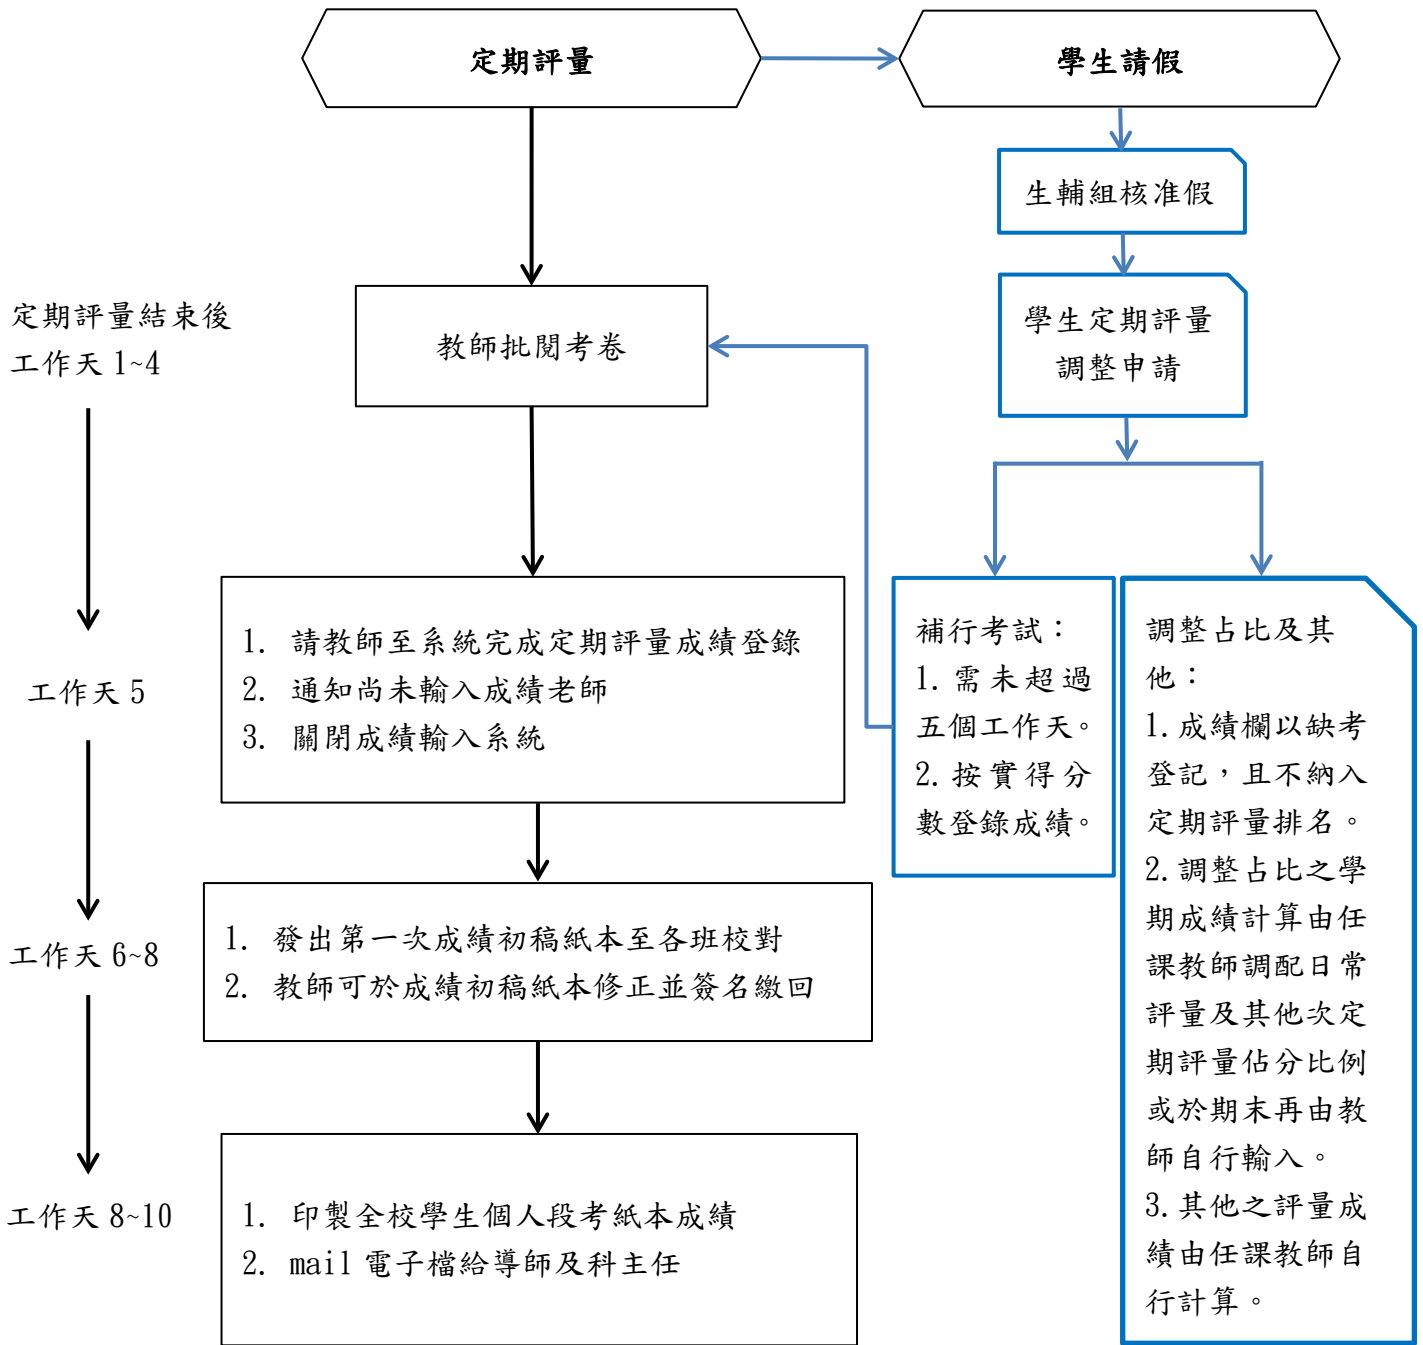 定期評量
學生請假
生輔組核准假
學生定期評量
調整申請
定期評量結束後
工作天 1~4
教師批閱考卷
工作天 5
1. 請教師至系統完成定期評量成績登錄
2. 通知尚未輸入成績老師
3. 關閉成績輸入系統
補行考試：
1.需未超過
五個工作天。
2.按實得分
數登錄成績。
調整占比及其
他：
1.成績欄以缺考
登記，且不納入
定期評量排名。
2.調整占比之學
期成績計算由任
課教師調配日常
評量及其他次定
期評量佔分比例
或於期末再由教
師自行輸入。
3.其他之評量成
績由任課教師自
行計算。
工作天 6~8
1. 發出第一次成績初稿紙本至各班校對
2. 教師可於成績初稿紙本修正並簽名繳回
工作天 8~10
1. 印製全校學生個人段考紙本成績
2. mail 電子檔給導師及科主任